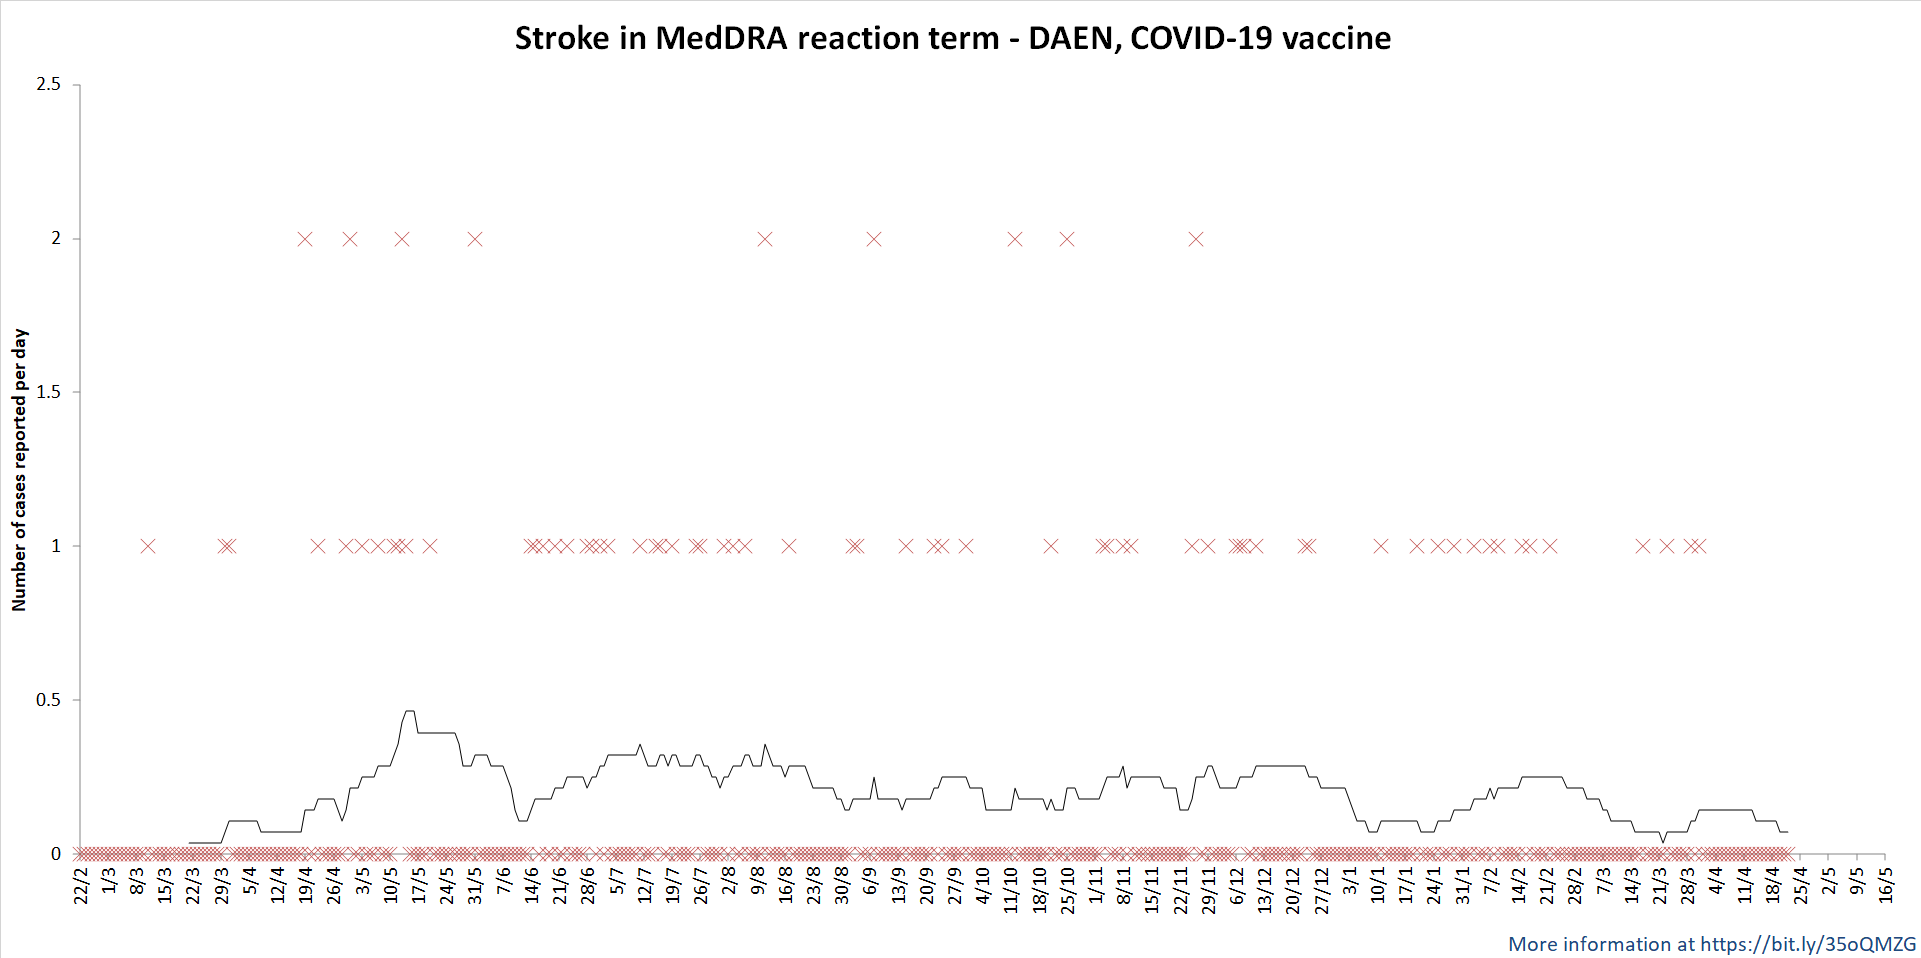 Stroke in MedDRA reaction term - DAEN, COVID-19 vaccine
Number of cases reported per day
2.5
2
1.5
1
0.5
0
22/2 1/3 8/3 15/3 22/3 29/3 5/4 12/4 19/4 26/4 3/5 10/5 17/5 24/5 31/5 7/6 14/6 21/6 28/6 5/7 12/7 19/7 26/7 2/8 9/8 16/8 23/8 30/8 6/9 13/9 20/9 27/9 4/10 11/10 18/10 25/10 1/11 8/11 15/11 22/11 29/11 6/12 13/12 20/12 27/12 3/1 10/1 17/1 24/1 31/1 7/2 14/2 21/2 28/2 7/3 14/3 21/3 28/3 4/4 11/4 18/4 25/4 2/5 9/5 16/5
More information at https://bit.ly/35oQMZG